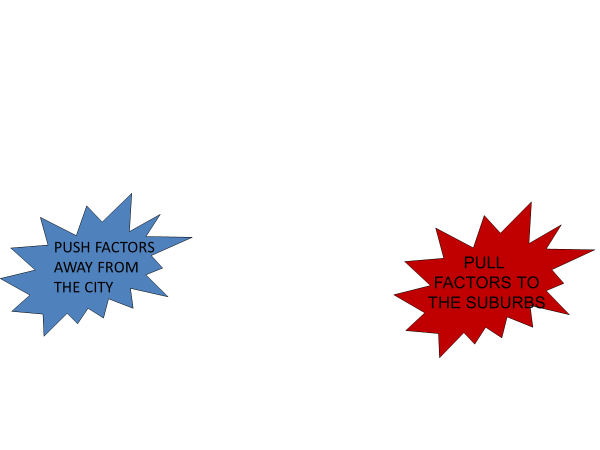 PUSH FACTORS
AWAY FROM
THE CITY
PULL
FACTORS TO
THE SUBURBS